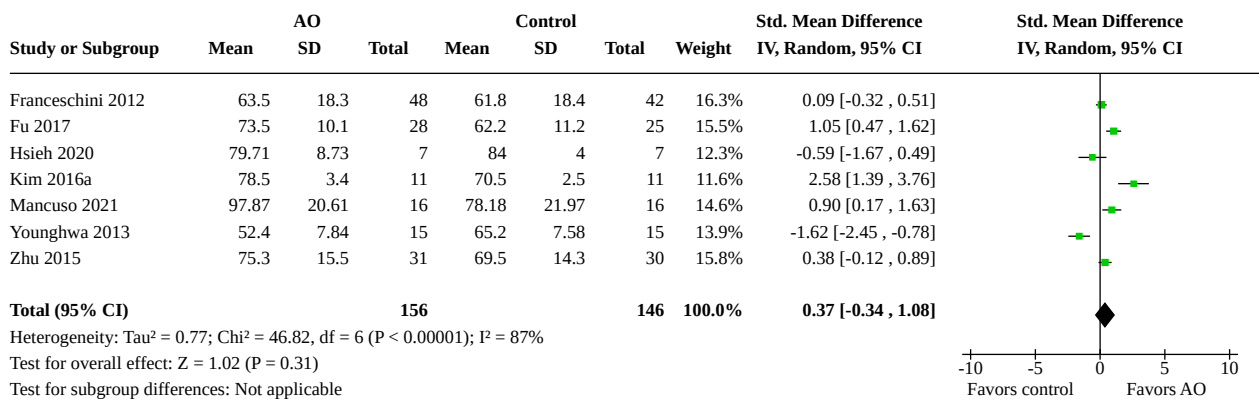 AO Control Std. Mean Difference Std. Mean Difference
Study or Subgroup Mean SD Total Mean SD Total Weight IV, Random, 95% CI IV, Random, 95% CI
Franceschini 2012 63.5 18.3 48 61.8 18.4 42 16.3% 0.09 [-0.32 , 0.51]
Fu 2017 73.5 10.1 28 62.2 11.2 25 15.5% 1.05 [0.47 , 1.62]
Hsieh 2020 79.71 8.73 7 84 4 7 12.3% -0.59 [-1.67 , 0.49]
Kim 2016a 78.5 3.4 11 70.5 2.5 11 11.6% 2.58 [1.39 , 3.76]
Mancuso 2021 97.87 20.61 16 78.18 21.97 16 14.6% 0.90 [0.17 , 1.63]
Younghwa 2013 52.4 7.84 15 65.2 7.58 15 13.9% -1.62 [-2.45 , -0.78]
Zhu 2015 75.3 15.5 31 69.5 14.3 30 15.8% 0.38 [-0.12 , 0.89]
Total (95% CI) 156 146 100.0% 0.37 [-0.34 , 1.08]
Heterogeneity: Tau² = 0.77; Chi² = 46.82, df = 6 (P < 0.00001); I² = 87%
Test for overall effect: Z = 1.02 (P = 0.31)
-10 -5 0 5 10
Test for subgroup differences: Not applicable
Favors control Favors AO